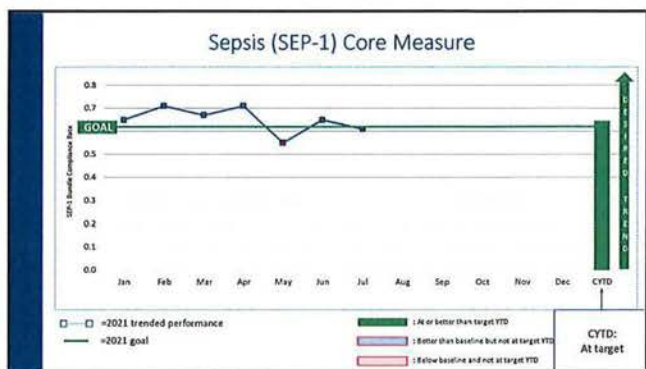 Sepsis (SEP-1) Core Measure
SEP-1 Bundle Compliance Rate
0.8
0.7
GOAL
0.6
0.5
0.4
0.3
0.2
0.1
0.0
Jan Feb Mar Apr May Jun Jul Aug Sep Oct Nov Dec CYTD
DESIRED TREND
=2021 trended performance
=2021 goal
: At or better than target YTD
: Better than baseline but not at target YTD
: Below baseline and not at target YTD
CYTD:
At target